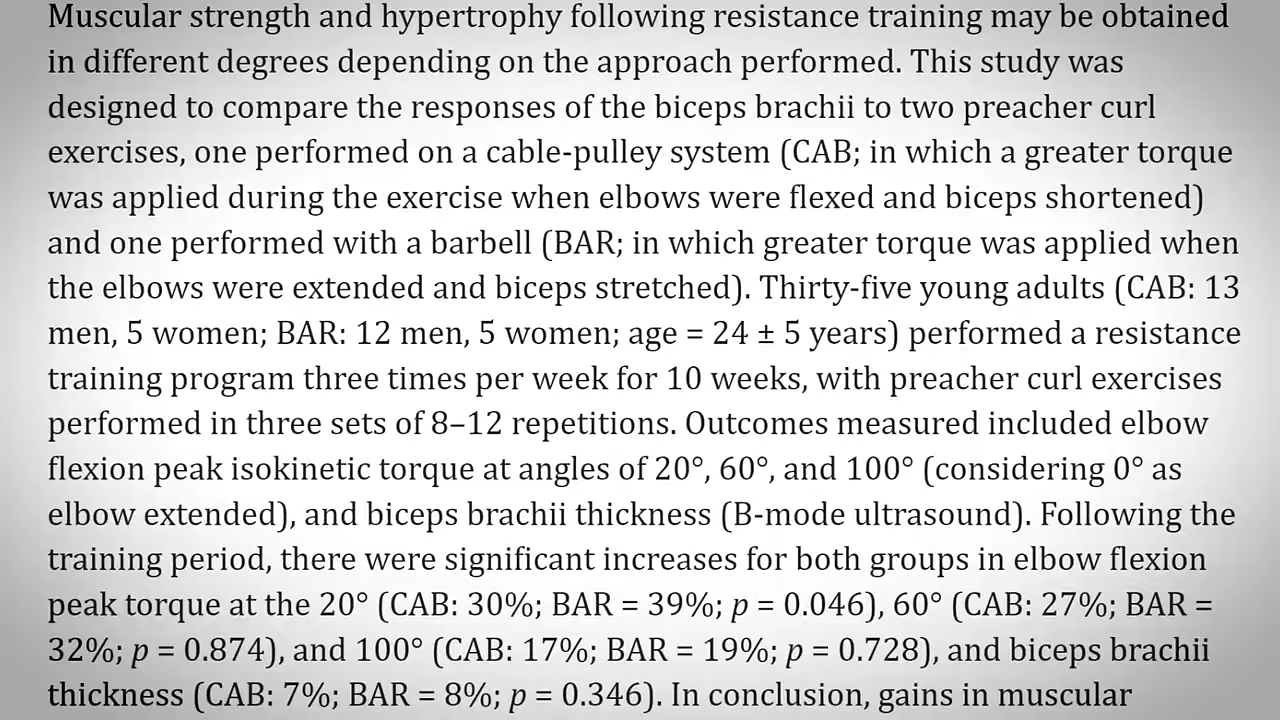 Muscular strength and hypertrophy following resistance training may be obtained
in different degrees depending on the approach performed. This study was
designed to compare the responses of the biceps brachii to two preacher curl
exercises, one performed on a cable-pulley system (CAB; in which a greater torque
was applied during the exercise when elbows were flexed and biceps shortened)
and one performed with a barbell (BAR; in which greater torque was applied when
the elbows were extended and biceps stretched). Thirty-five young adults (CAB: 13
men, 5 women; BAR: 12 men, 5 women; age = 24 ± 5 years) performed a resistance
training program three times per week for 10 weeks, with preacher curl exercises
performed in three sets of 8–12 repetitions. Outcomes measured included elbow
flexion peak isokinetic torque at angles of 20°, 60°, and 100° (considering 0° as
elbow extended), and biceps brachii thickness (B-mode ultrasound). Following the
training period, there were significant increases for both groups in elbow flexion
peak torque at the 20° (CAB: 30%; BAR = 39%; p = 0.046), 60° (CAB: 27%; BAR =
32%; p = 0.874), and 100° (CAB: 17%; BAR = 19%; p = 0.728), and biceps brachii
thickness (CAB: 7%; BAR = 8%; p = 0.346). In conclusion, gains in muscular